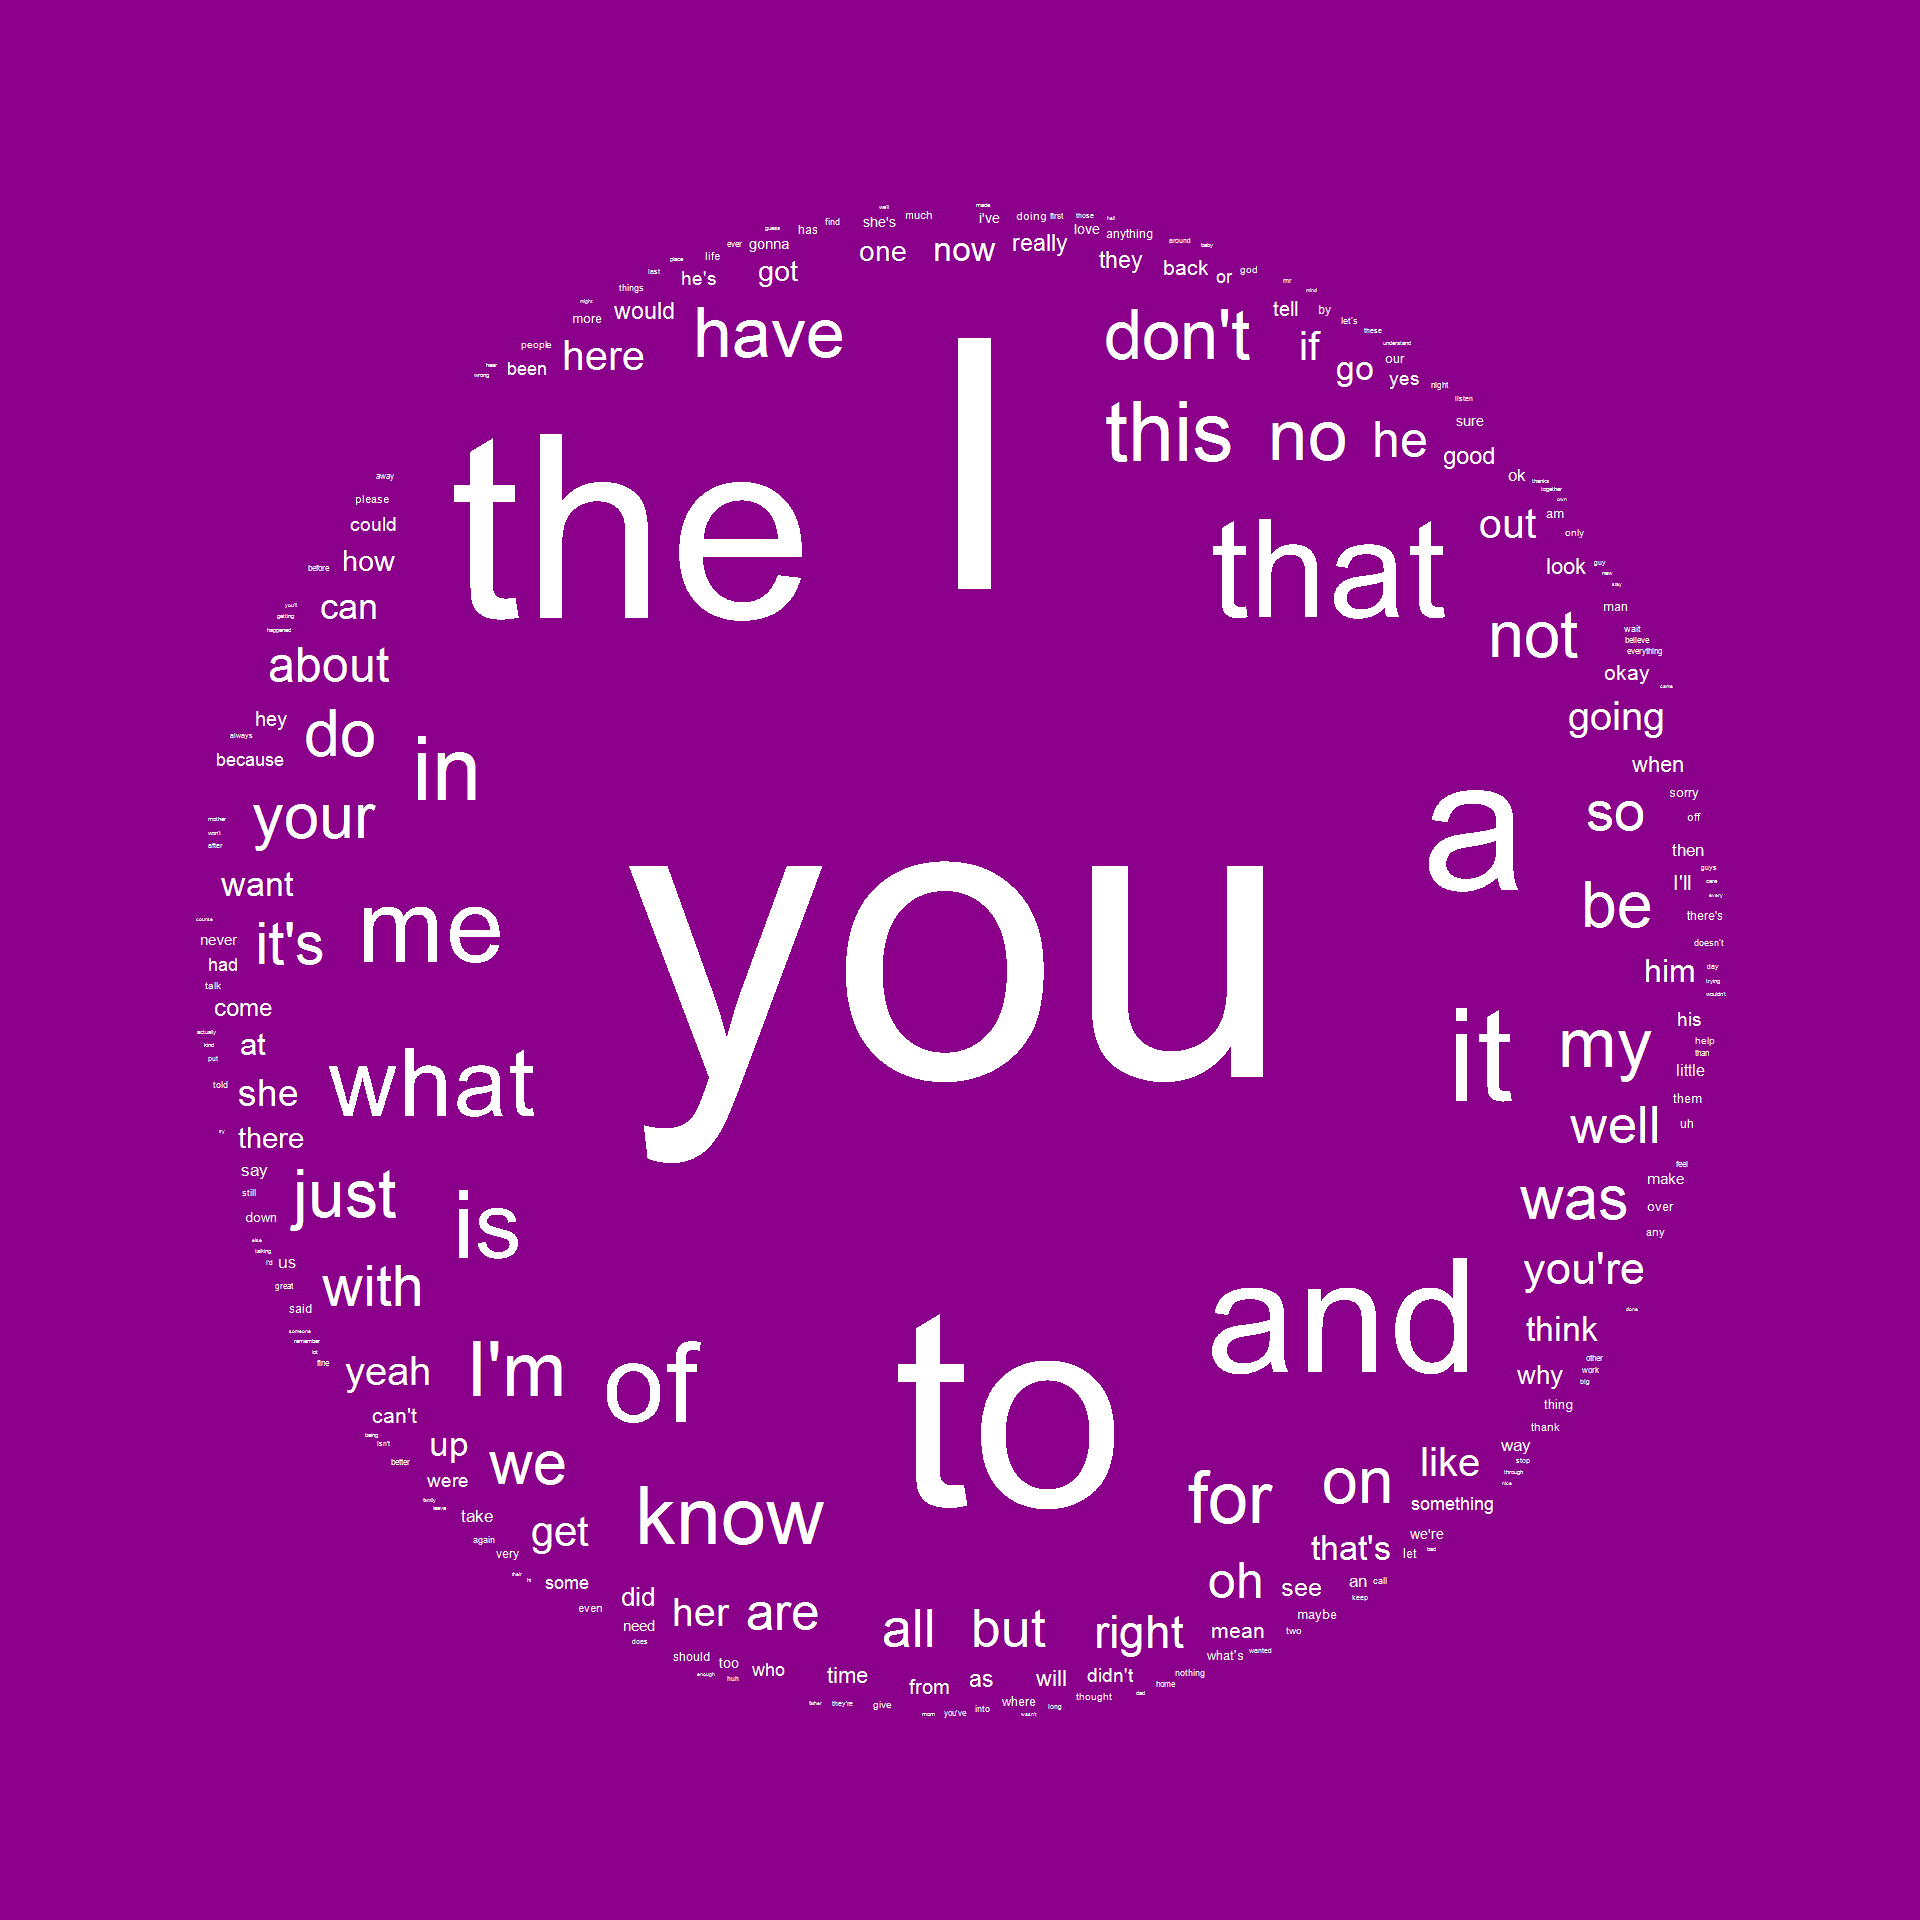 well made
she's much i've doing first those hell
guess has find love anything
ever gonna one now really they around baby
place life got back or god
last he's mr
things tell by mind
might would have don't let's
more if these
people here go our understand
hear been yes
wrong night
the I this no he listen
sure
good
away ok thanks
please together
own
could that out am
only
before how look guy
new
stay
you'll can man
getting
happened not wait
believe
everything
about okay
came
hey do in going
always
because when
your a so sorry
mother off
won't
after then
want you be I'll guys
care
every
course it's me there's
never doesn't
had him day
talk trying
wouldn't
come it my his
actually at help
kind than
put what little
told she them
try there well uh
say feel
still just is was make
down over
else any
talking
I'd us with and you're
great
said done
someone think
remember
lot
fine yeah I'm of to why other
work
big
can't thing
being thank
isn't up we like way
better stop
were through
nice
family know for on something
leave
take
again get that's we're
very let bad
their
hi some oh see an call
keep
even did her are all but right maybe
need mean two
does
should too who what's wanted
enough huh time from as will didn't nothing
home
father they're give where thought dad
mom you've into wasn't long